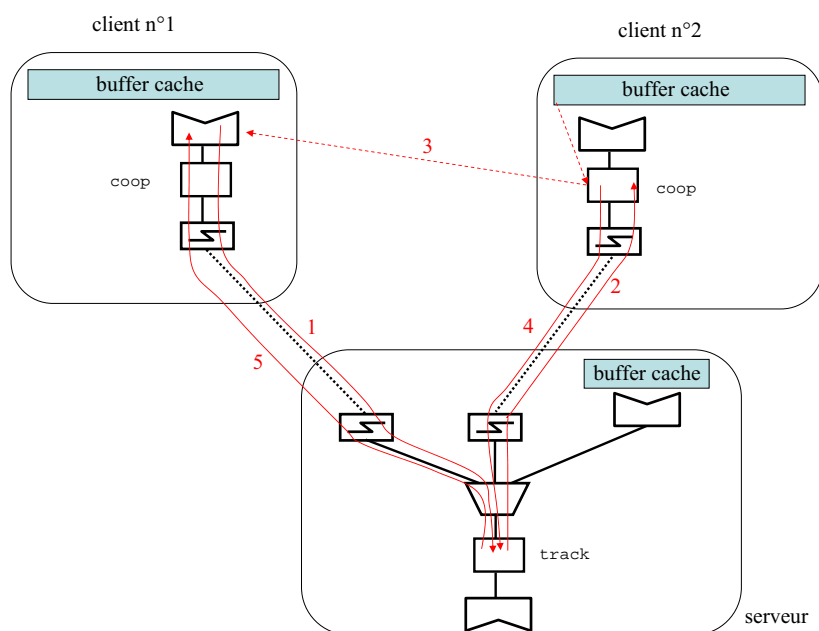 client n°1
client n°2
buffer cache
buffer cache
3
coop
coop
1
2
4
5
buffer cache
track
serveur